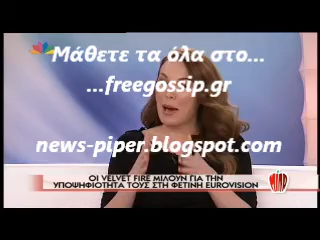 Μάθετε τα όλα στο...
...freegossip.gr
news-piper.blogspot.com
ΟΙ VELVET FIRE ΜΙΛΟΥΝ ΓΙΑ ΤΗΝ
ΥΠΟΨΗΦΙΟΤΗΤΑ ΤΟΥΣ ΣΤΗ ΦΕΤΙΝΗ EUROVISION